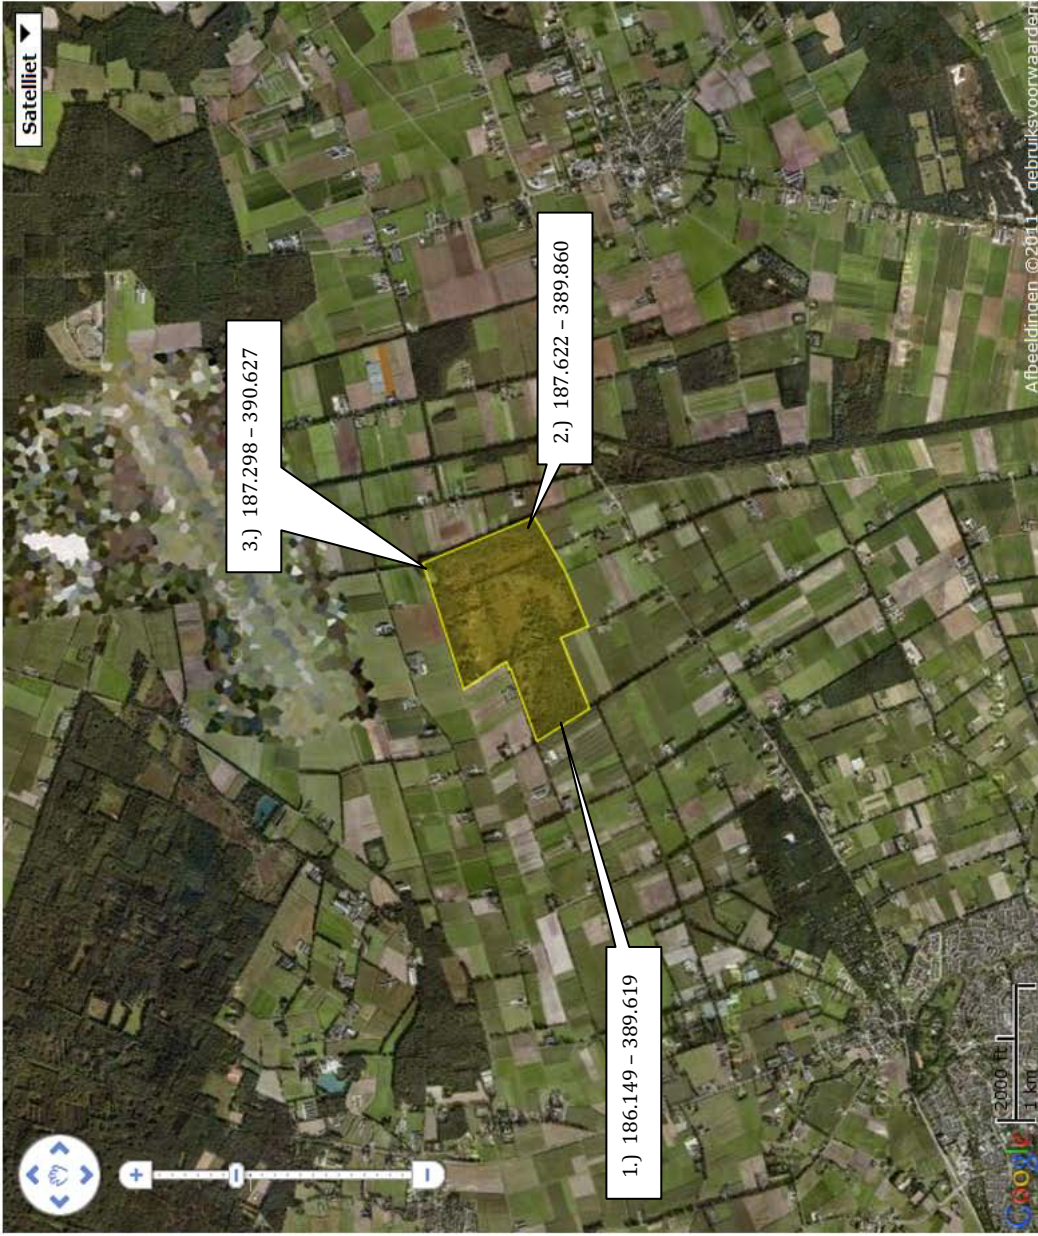 Satelliet
3.) 187.298 – 390.627
2.) 187.622 – 389.860
1.) 186.149 – 389.619
2000 ft
1 km
Google
Afbeeldingen ©2011 - gebruiksvoorwaarden